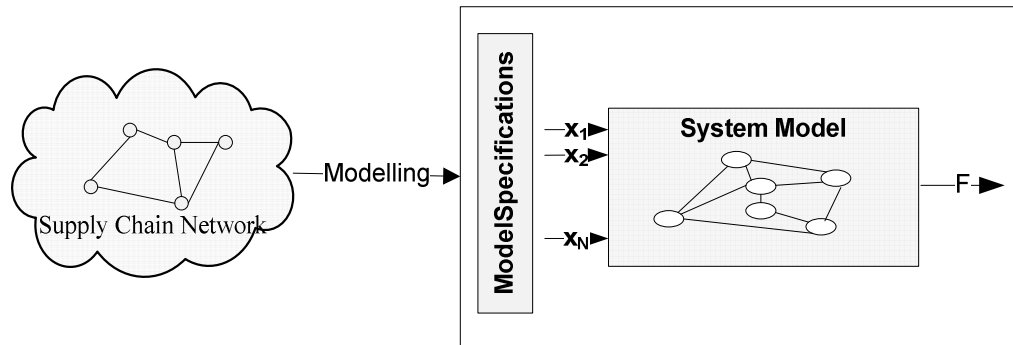 Supply Chain Network
Modelling
ModelSpecifications
x1
x2
xN
System Model
F